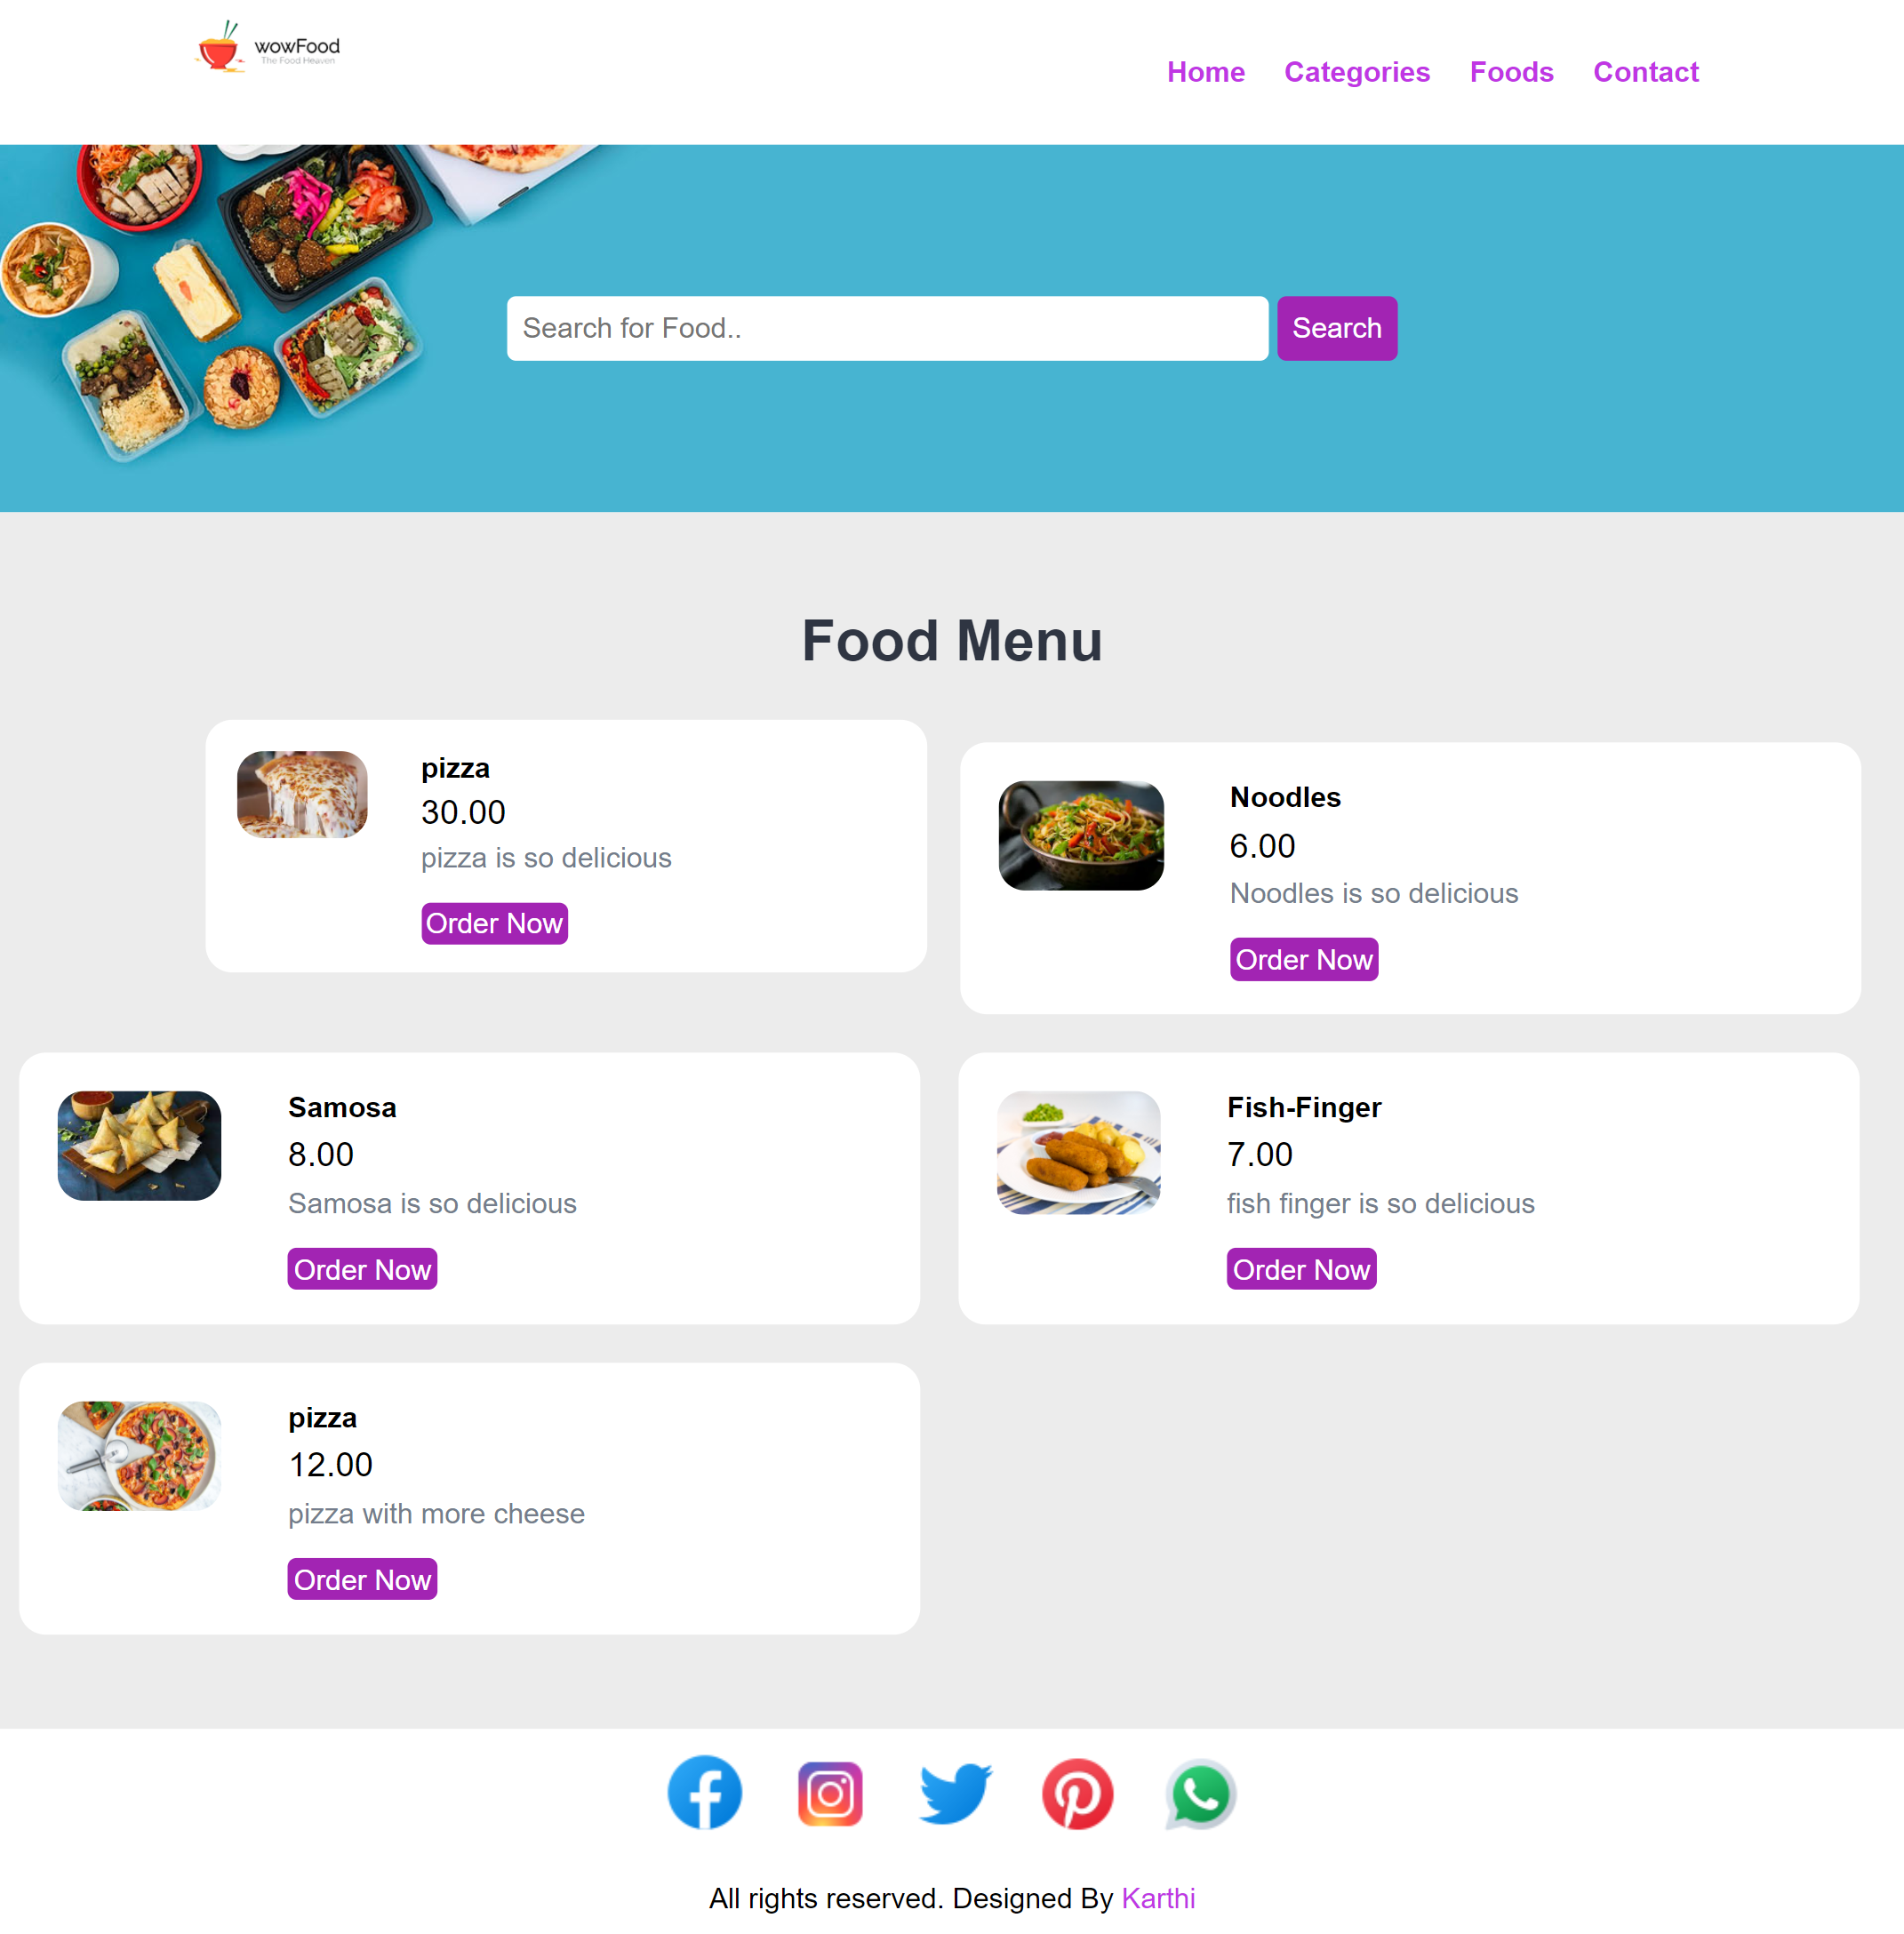 wowFood
The Food Heaven
Home Categories Foods Contact
Search for Food..
Search
Food Menu
pizza
30.00
pizza is so delicious
Order Now
Noodles
6.00
Noodles is so delicious
Order Now
Samosa
8.00
Samosa is so delicious
Order Now
Fish-Finger
7.00
fish finger is so delicious
Order Now
pizza
12.00
pizza with more cheese
Order Now
All rights reserved. Designed By Karthi